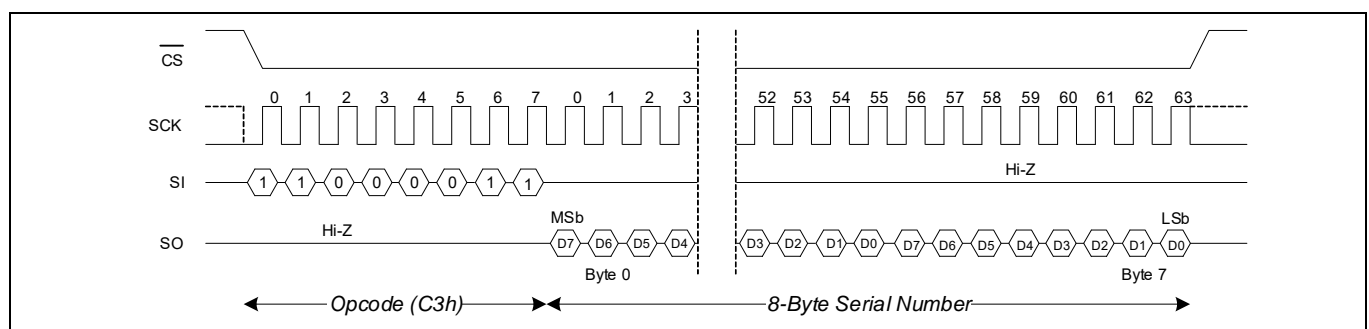 CS
0 1 2 3 4 5 6 7 0 1 2 3 52 53 54 55 56 57 58 59 60 61 62 63
SCK
Hi-Z
SI 1 1 0 0 0 0 1 1
MSb LSb
Hi-Z
SO D7 D6 D5 D4 D3 D2 D1 D0 D7 D6 D5 D4 D3 D2 D1 D0
Byte 0 Byte 7
Opcode (C3h) 8-Byte Serial Number